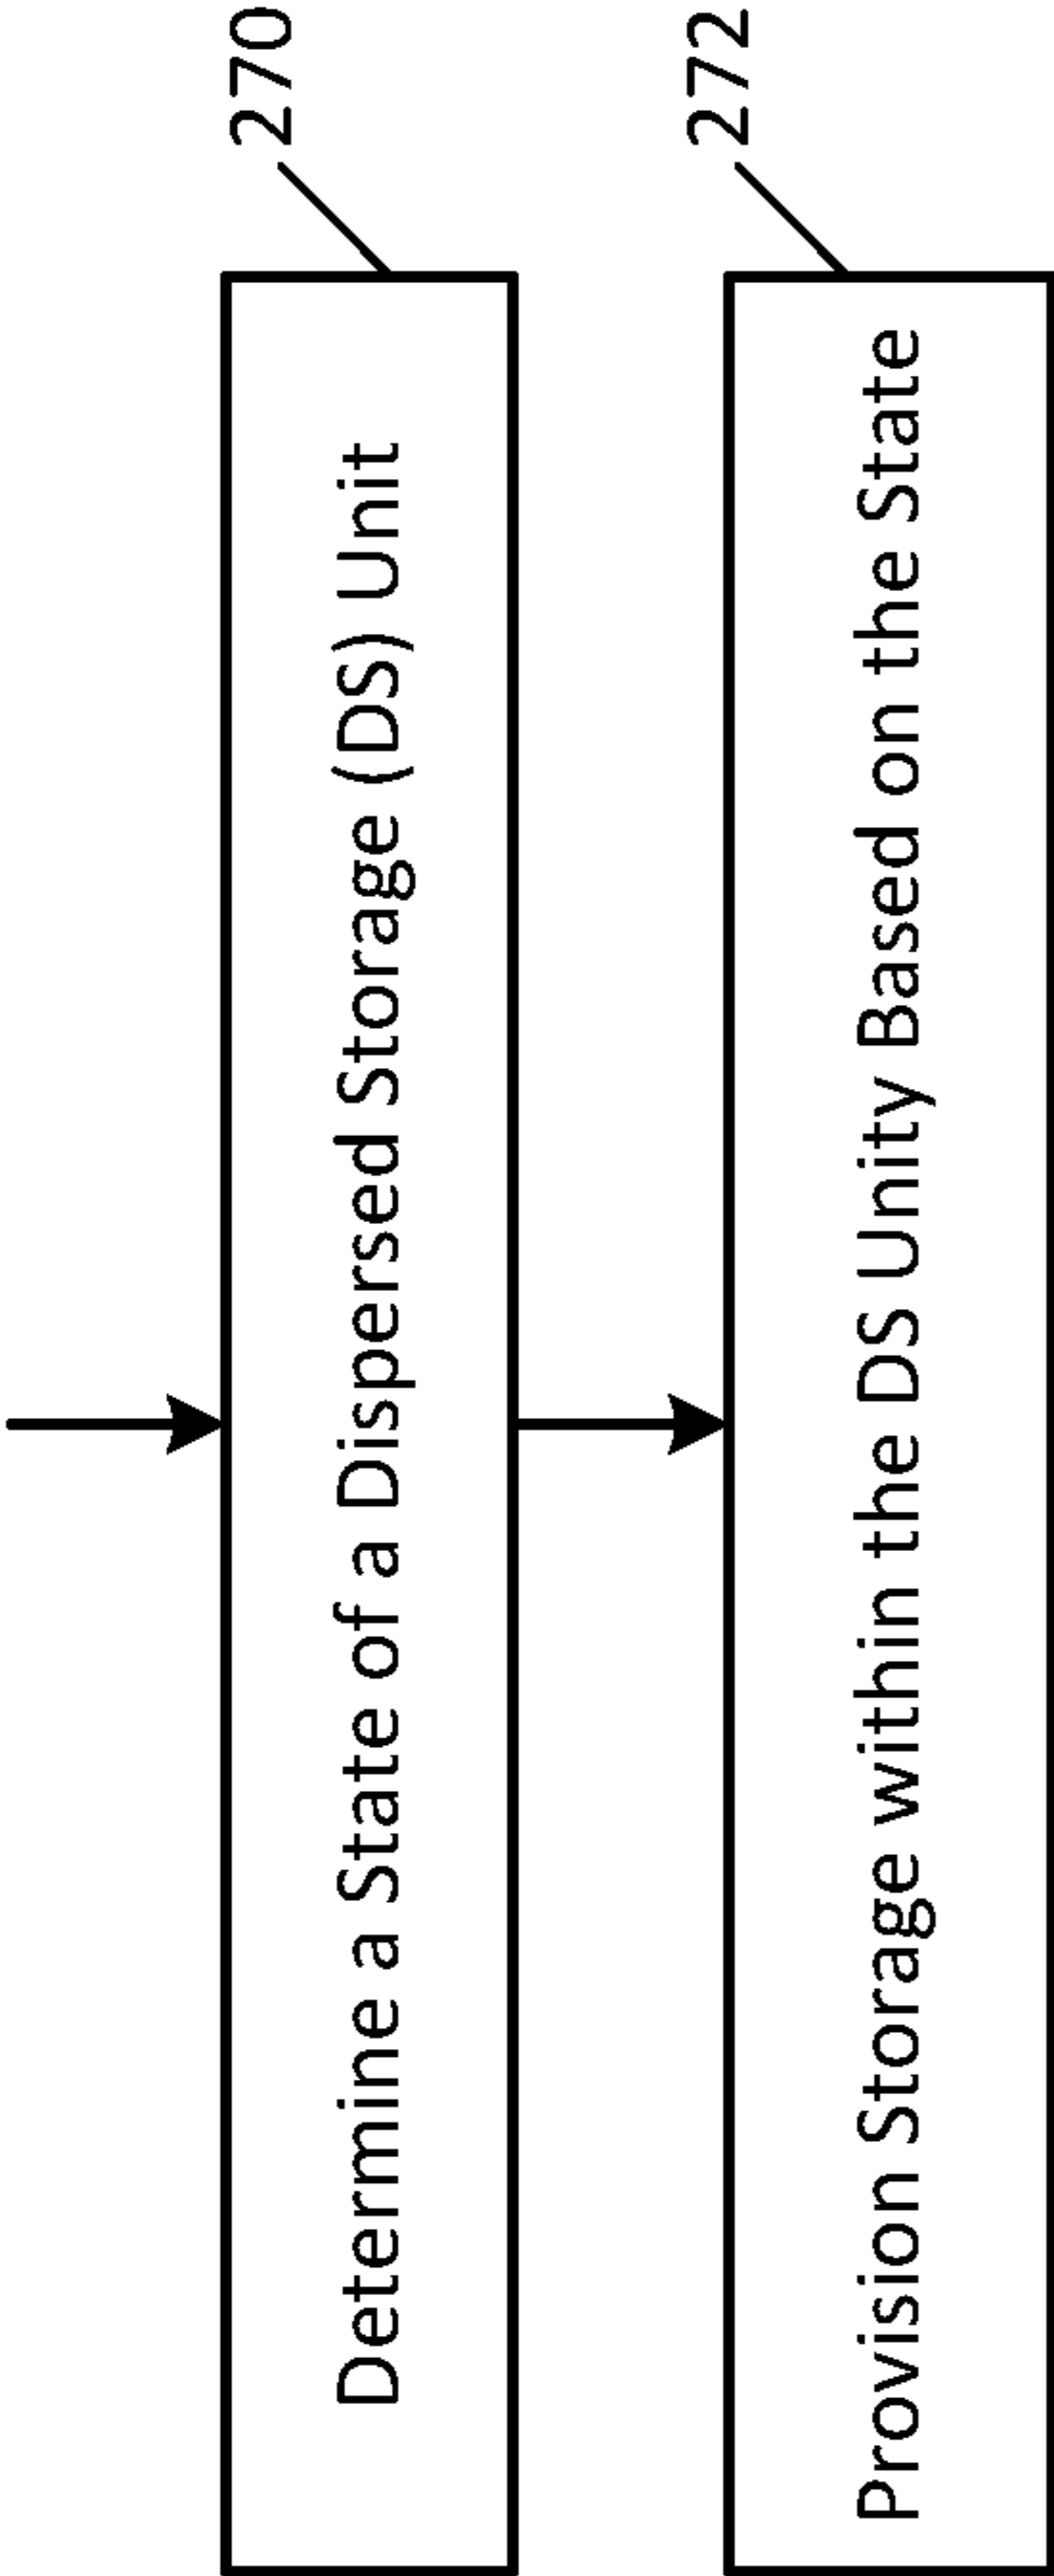 Determine a State of a Dispersed Storage (DS) Unit
270
Provision Storage within the DS Unity Based on the State
272